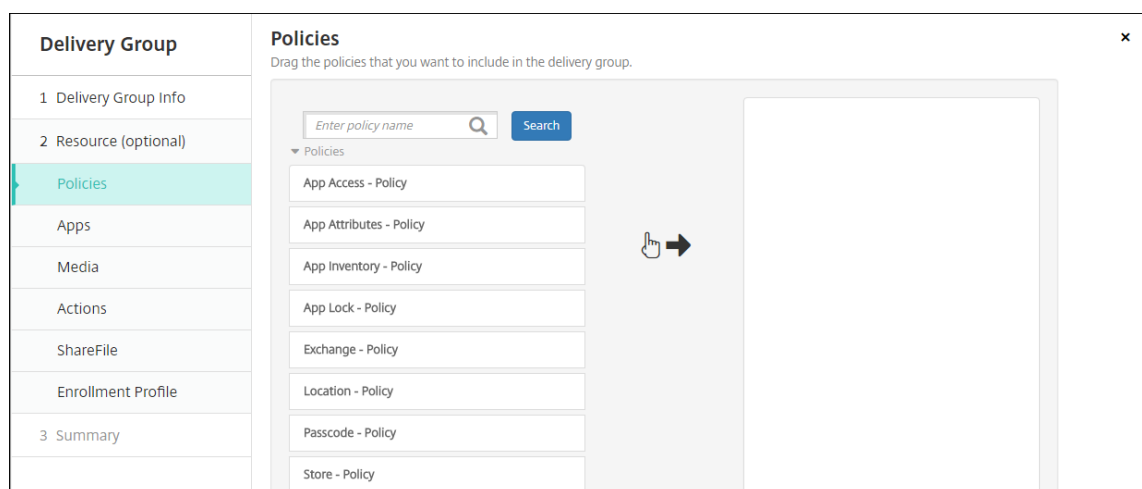 Delivery Group
1 Delivery Group Info
2 Resource (optional)
Policies
Apps
Media
Actions
ShareFile
Enrollment Profile
3 Summary
Policies
×
Drag the policies that you want to include in the delivery group.
Enter policy name
Search
Policies
App Access - Policy
App Attributes - Policy
App Inventory - Policy
App Lock - Policy
Exchange - Policy
Location - Policy
Passcode - Policy
Store - Policy